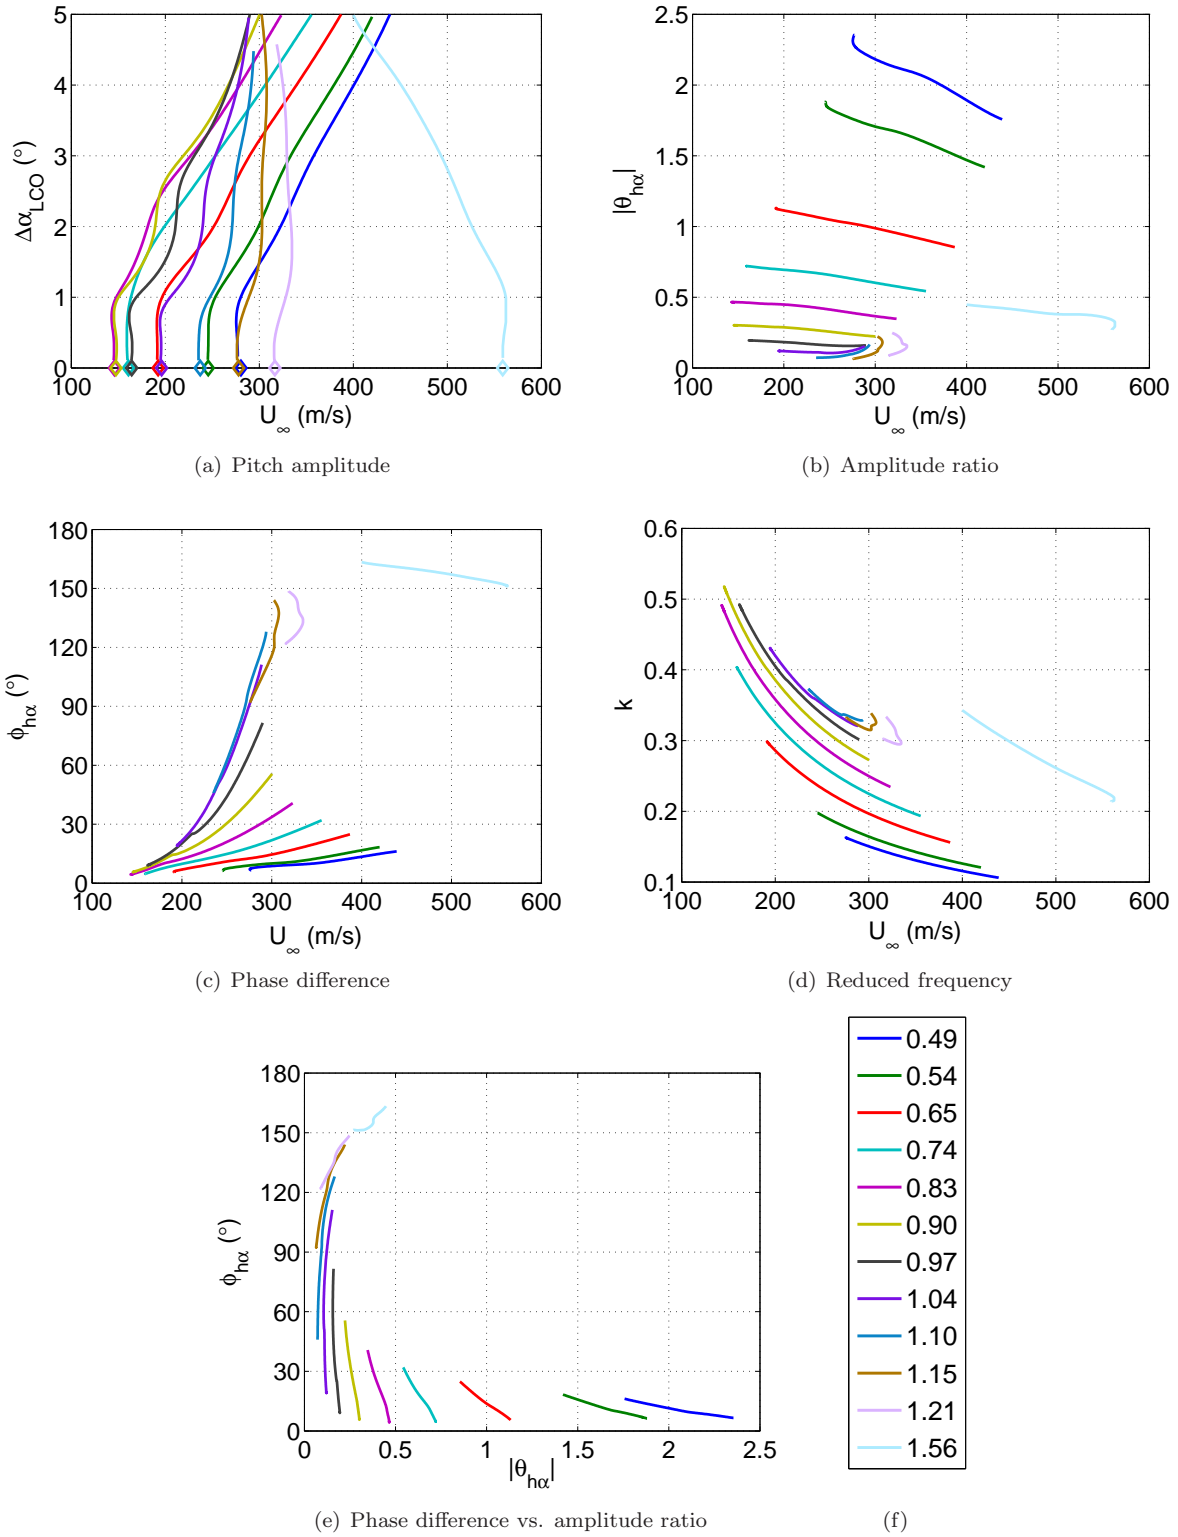 5
4
3
2
1
0
Δα_LCO (°)
100 200 300 400 500 600
U_∞ (m/s)
(a) Pitch amplitude
2.5
2
1.5
1
0.5
0
|θ_hα|
100 200 300 400 500 600
U_∞ (m/s)
(b) Amplitude ratio
180
150
120
90
60
30
0
ϕ_hα (°)
100 200 300 400 500 600
U_∞ (m/s)
(c) Phase difference
0.6
0.5
0.4
0.3
0.2
0.1
k
100 200 300 400 500 600
U_∞ (m/s)
(d) Reduced frequency
180
150
120
90
60
30
0
ϕ_hα (°)
0 0.5 1 1.5 2 2.5
|θ_hα|
(e) Phase difference vs. amplitude ratio
0.49
0.54
0.65
0.74
0.83
0.90
0.97
1.04
1.10
1.15
1.21
1.56
(f)